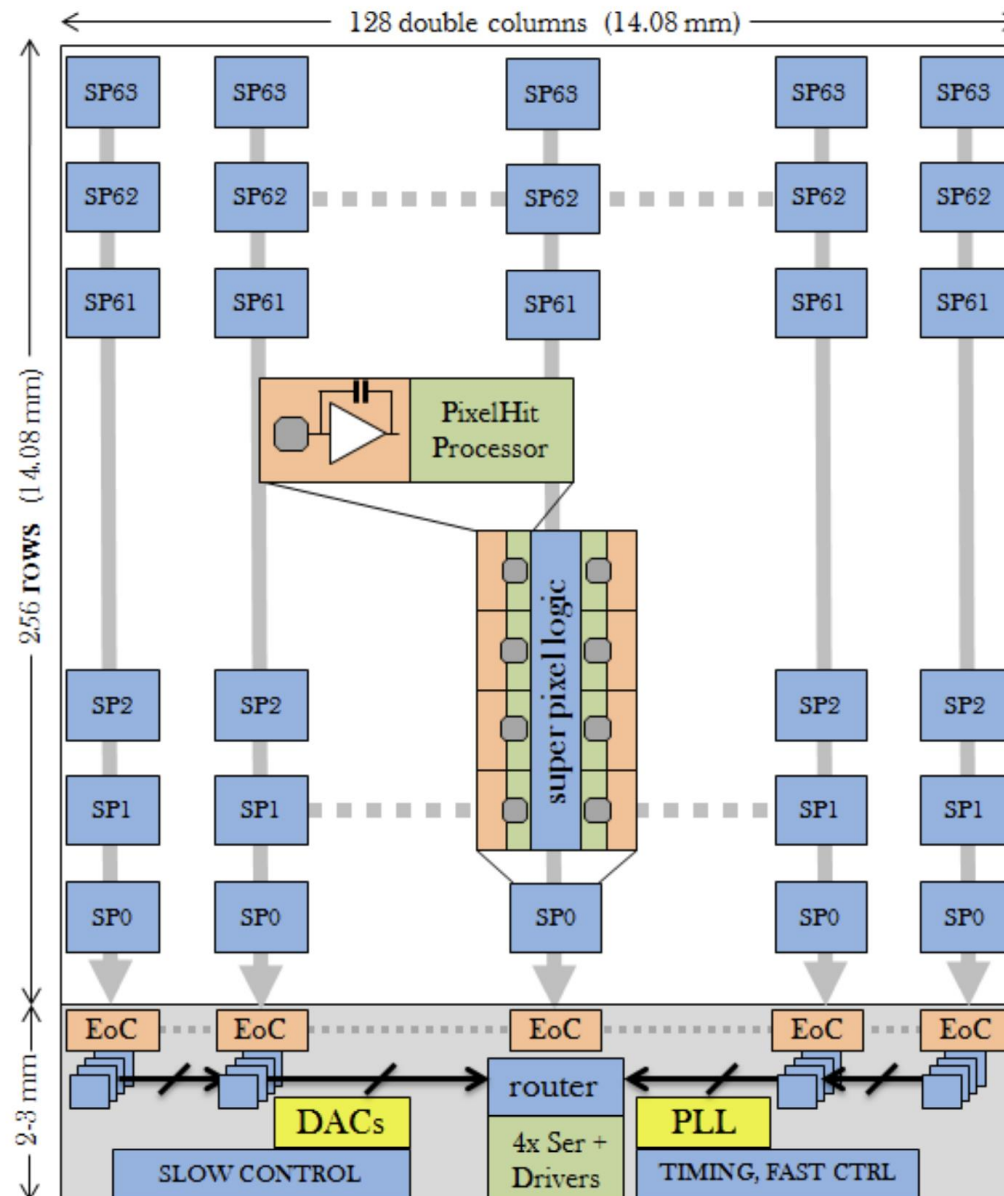 128 double columns (14.08 mm)
SP63 SP63 SP63 SP63 SP63
SP62 SP62 SP62 SP62 SP62
SP61 SP61 SP61 SP61 SP61
256 rows (14.08 mm)
PixelHit
Processor
super pixel logic
SP2 SP2 SP2 SP2
SP1 SP1 SP1 SP1
SP0 SP0 SP0 SP0 SP0
2-3 mm
EoC EoC EoC EoC EoC
router
DACs PLL
4x Ser +
Drivers
SLOW CONTROL TIMING, FAST CTRL